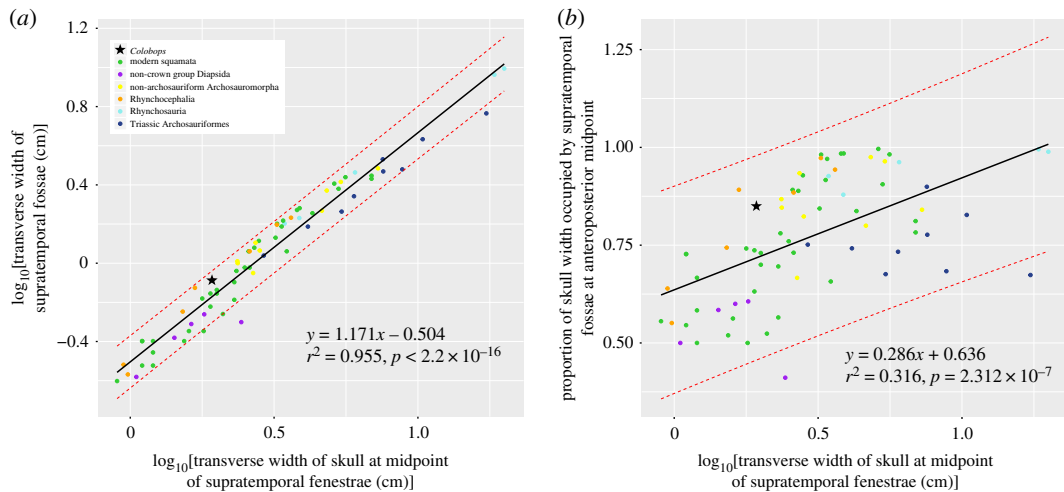 (a)
log10[transverse width of
supratemporal fossae (cm)]
1.2
0.8
0.4
0
−0.4
Colobops
modern squamata
non-crown group Diapsida
non-archosauriform Archosauromorpha
Rhynchocephalia
Rhynchosauria
Triassic Archosauriformes
y = 1.171x – 0.504
r² = 0.955, p < 2.2 × 10⁻¹⁶
0
0.5
1.0
log10[transverse width of skull at midpoint
of supratemporal fenestrae (cm)]
(b)
proportion of skull width occupied by supratemporal
fossae at anteroposterior midpoint
1.25
1.00
0.75
0.50
y = 0.286x + 0.636
r² = 0.316, p = 2.312 × 10⁻⁷
0
0.5
1.0
log10[transverse width of skull at midpoint
of supratemporal fenestrae (cm)]